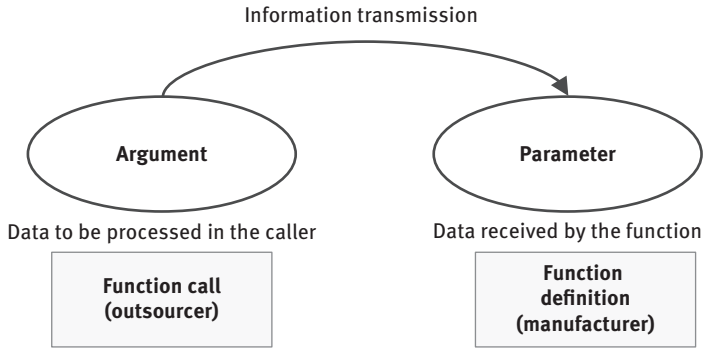 Information transmission
Argument
Parameter
Data to be processed in the caller
Data received by the function
Function call
(outsourcer)
Function
definition
(manufacturer)